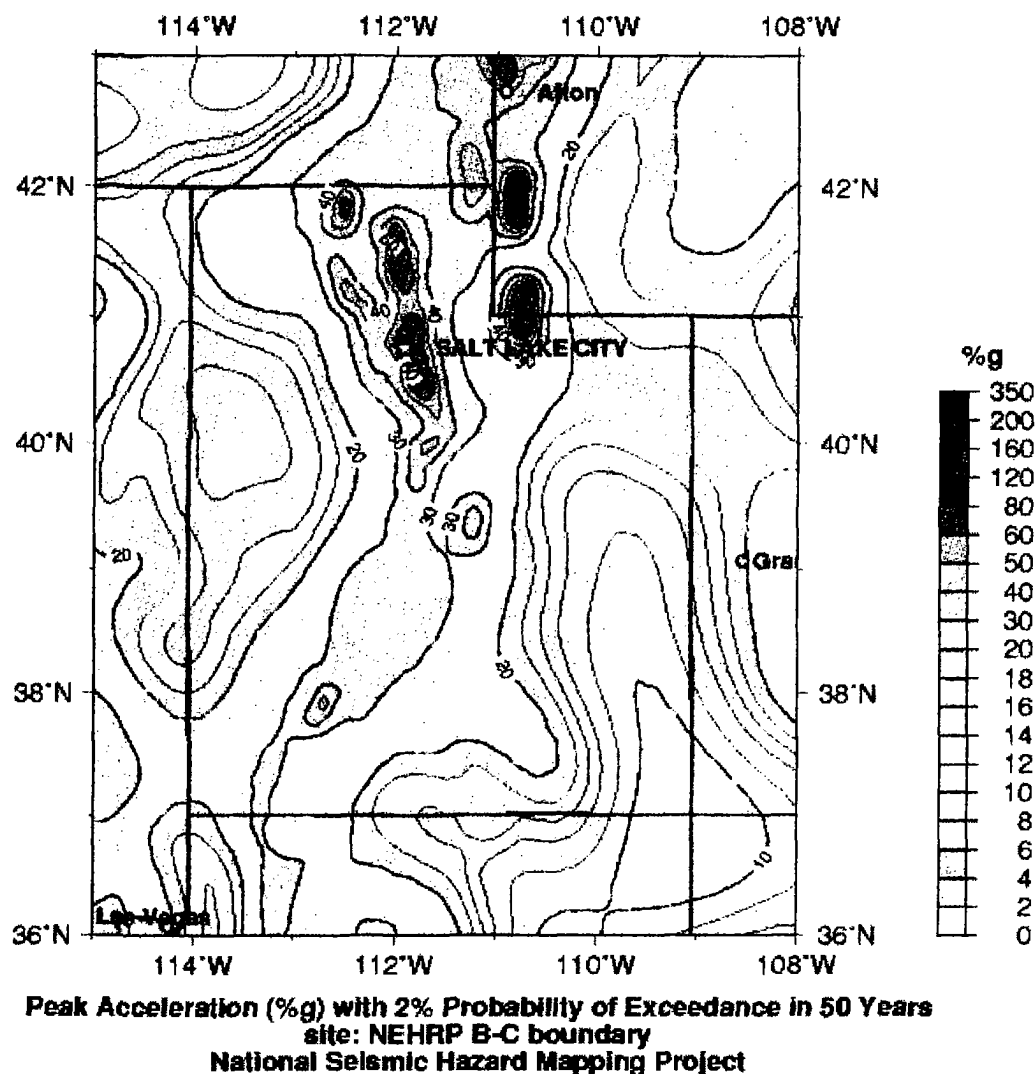 114°W 112°W 110°W 108°W
Afton
20
42°N 42°N
40
40 40
SALT LAKE CITY
30
%g
350
200
160
120
80
60
50
40
30
20
18
16
14
12
10
8
6
4
2
0
40°N 40°N
20
50
30 30
20
Gra
20
38°N 38°N
10
Las Vegas
36°N 36°N
114°W 112°W 110°W 108°W
Peak Acceleration (%g) with 2% Probability of Exceedance in 50 Years
site: NEHRP B-C boundary
National Seismic Hazard Mapping Project